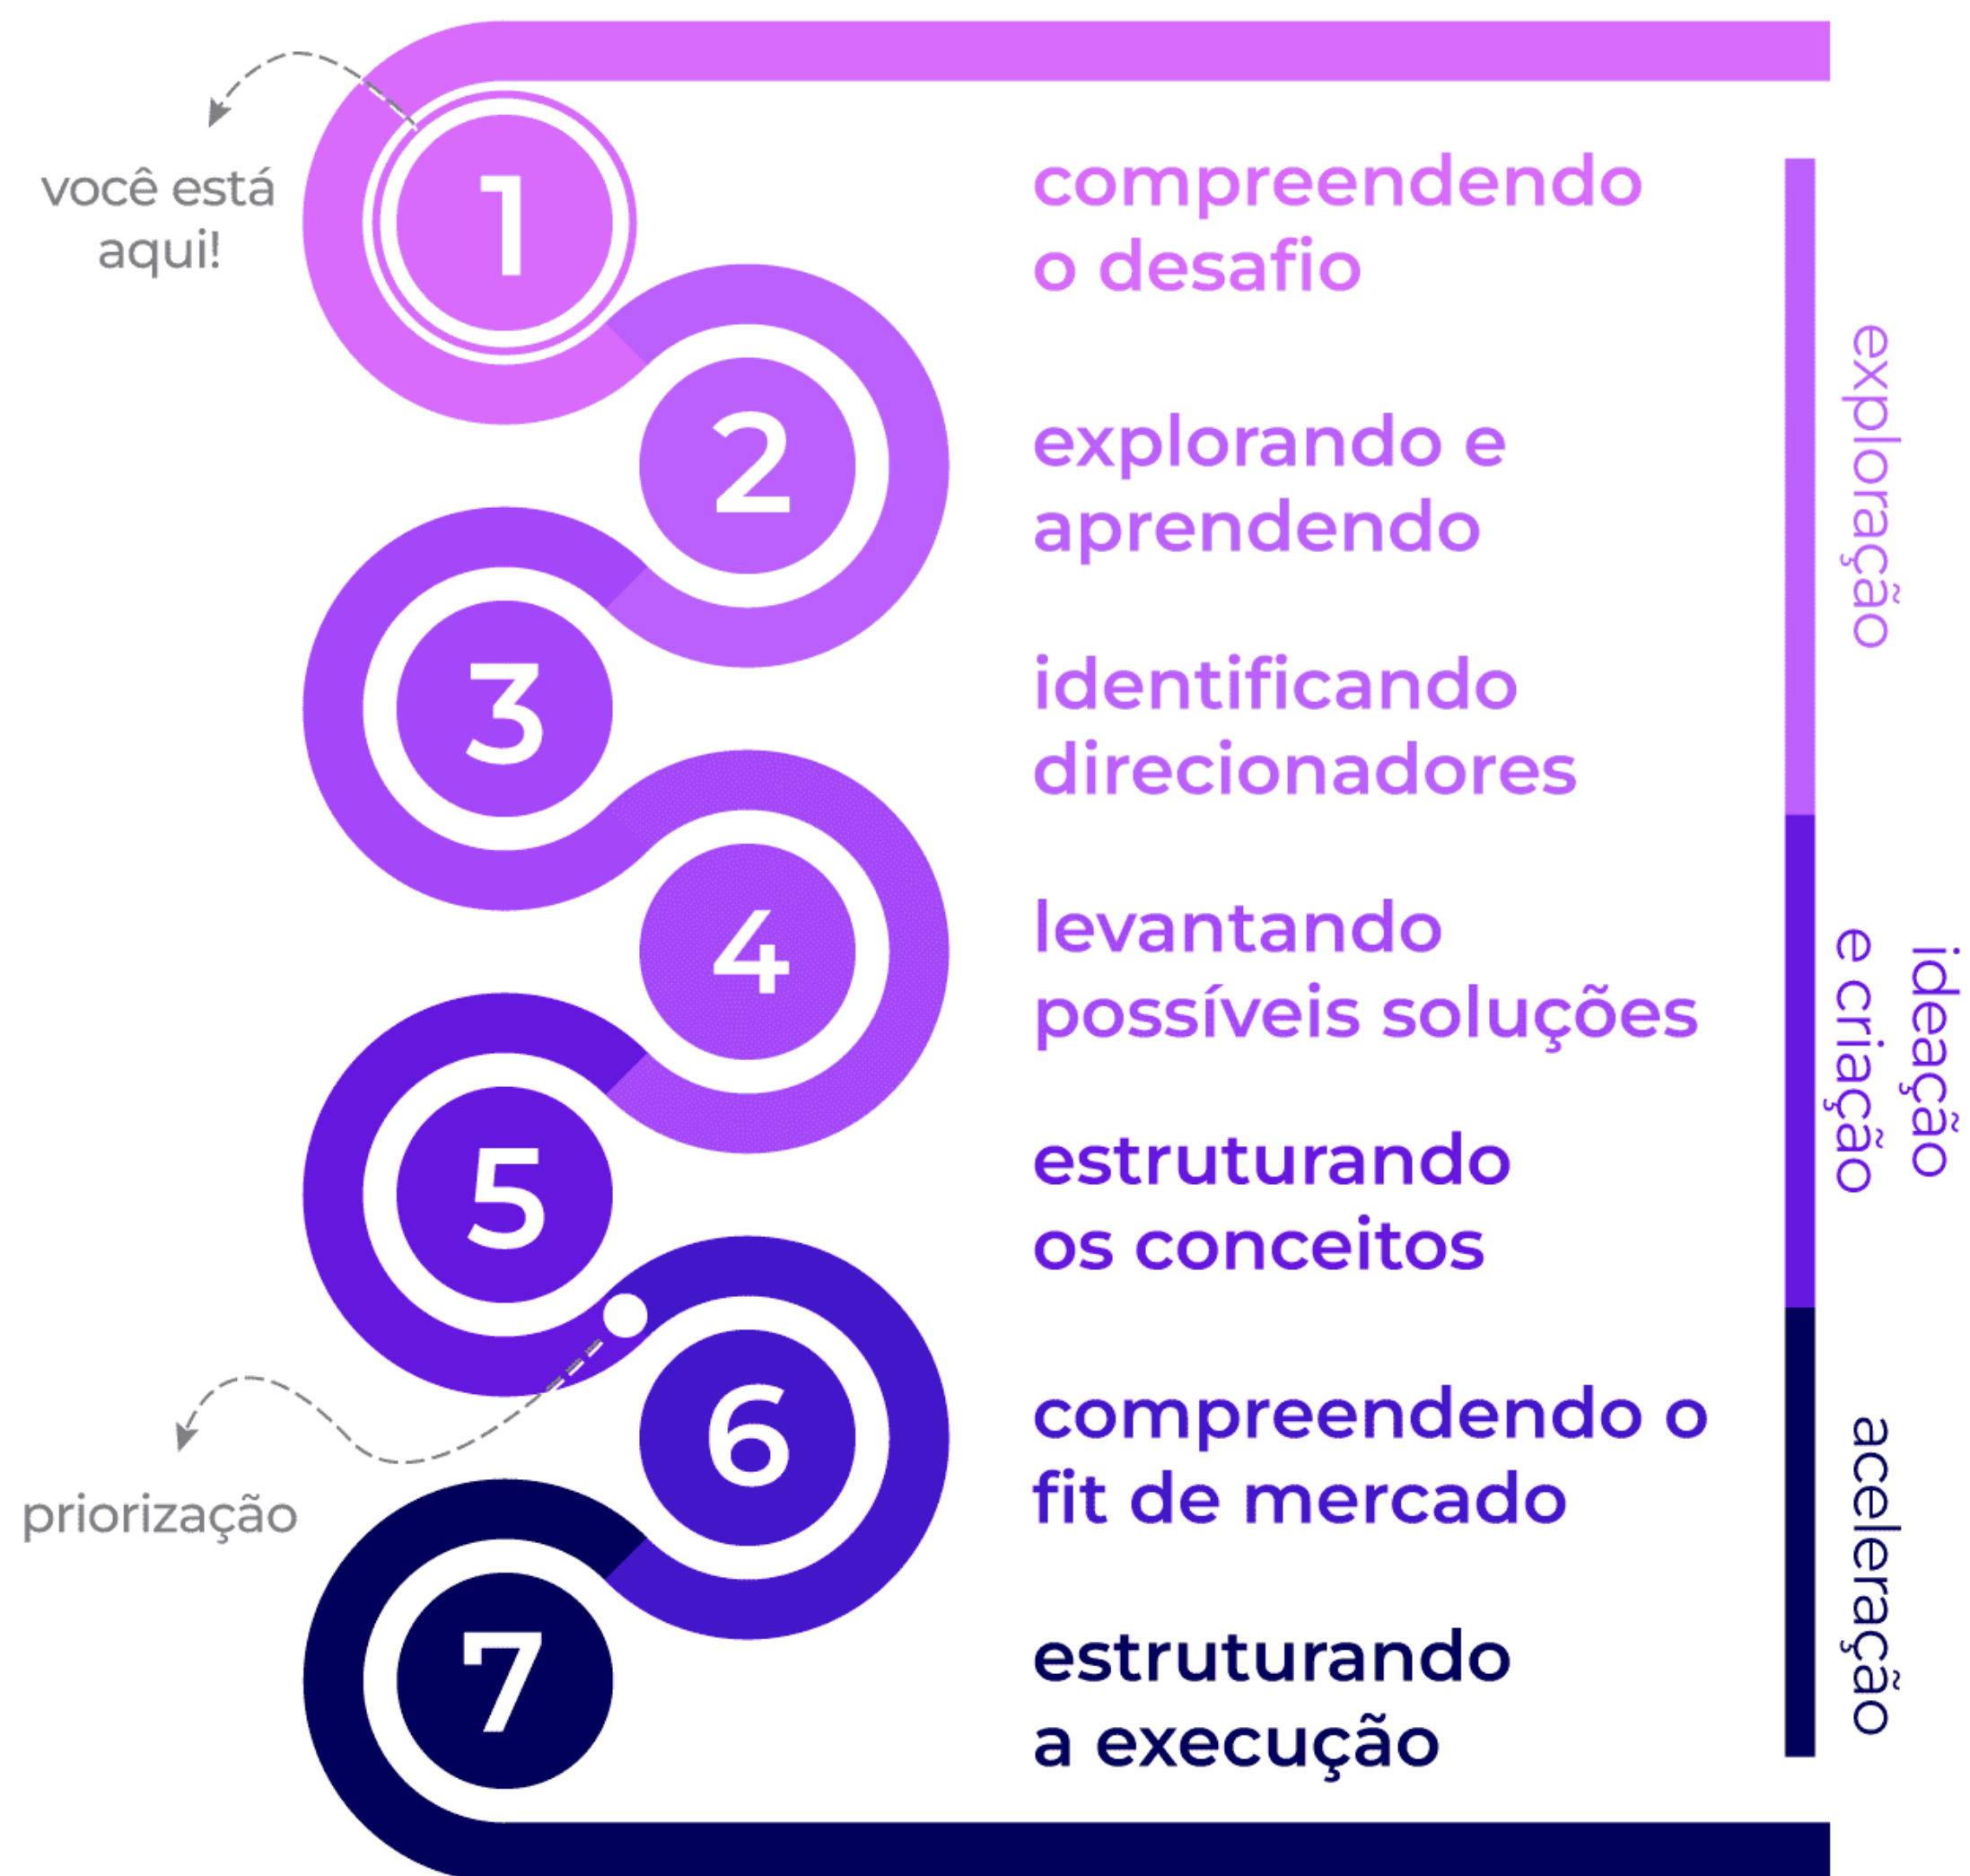 você está
aqui!
1
compreendendo
o desafio
2
explorando e
aprendendo
3
identificando
direcionadores
exploração
4
levantando
possíveis soluções
5
estruturando
os conceitos
ideação
e criação
priorização
6
compreendendo o
fit de mercado
7
estruturando
a execução
aceleração